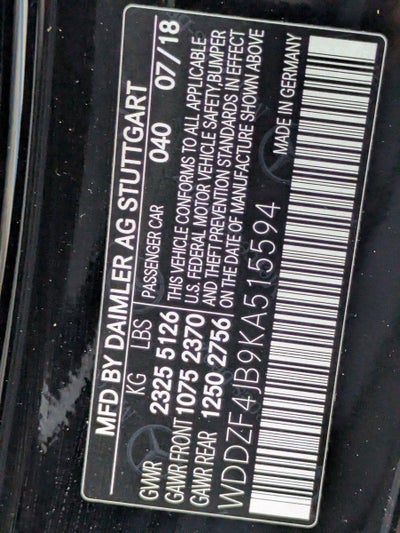 MFD BY DAIMLER AG STUTTGART
KG LBS
GVWR 2325 5126
GAWR FRONT 1075 2370
GAWR REAR 1250 2756
PASSENGER CAR 040 07/18
THIS VEHICLE CONFORMS TO ALL APPLICABLE
U.S. FEDERAL MOTOR VEHICLE SAFETY,BUMPER
AND THEFT PREVENTION STANDARDS IN EFFECT
ON THE DATE OF MANUFACTURE SHOWN ABOVE
WDDZF4JB9KA515594
MADE IN GERMANY